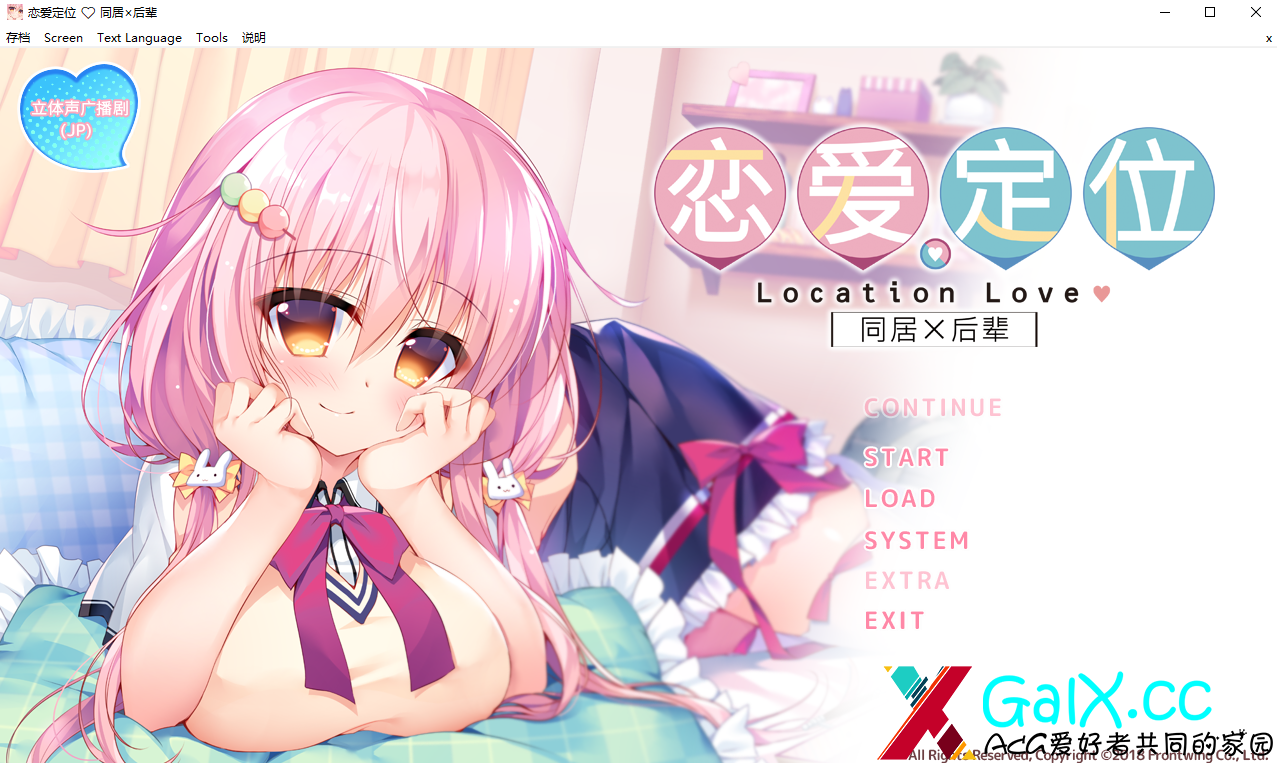 恋爱定位 ♡ 同居×后辈
存档 Screen Text Language Tools 说明 x
立体声广播剧
(JP)
恋爱定位
Location Love
同居×后辈
CONTINUE
START
LOAD
SYSTEM
EXTRA
EXIT
GalX.cc
ACG爱好者共同的家园
All Rights Reserved, Copyright ©2018 Frontwing Co., Ltd.